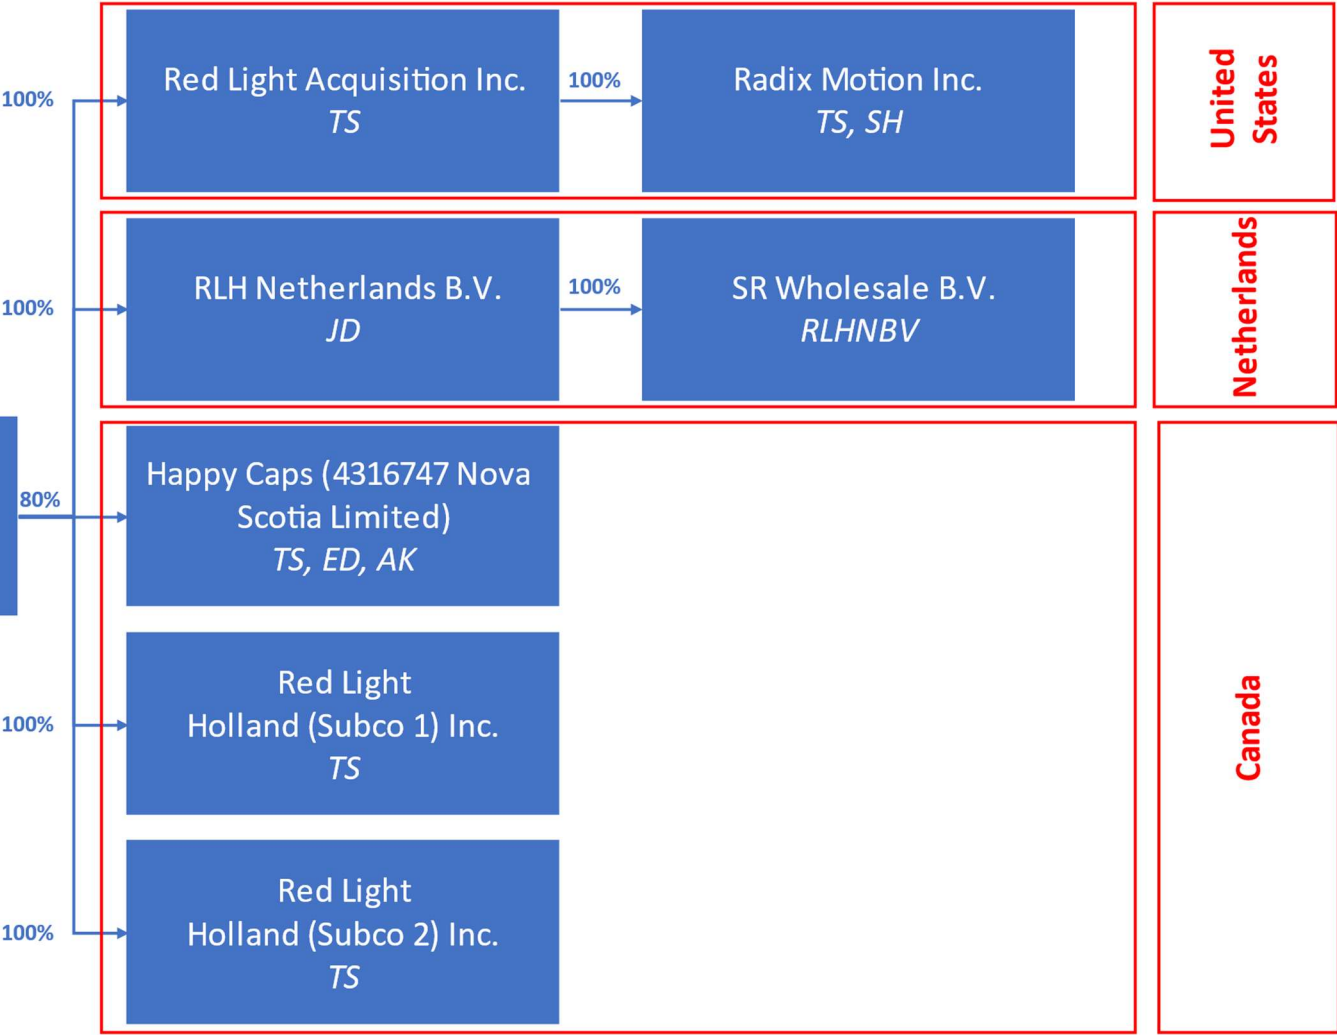 100%
Red Light Acquisition Inc.
TS
100%
Radix Motion Inc.
TS, SH
United
States
100%
RLH Netherlands B.V.
JD
100%
SR Wholesale B.V.
RLHNBV
Netherlands
80%
Happy Caps (4316747 Nova
Scotia Limited)
TS, ED, AK
100%
Red Light
Holland (Subco 1) Inc.
TS
Canada
100%
Red Light
Holland (Subco 2) Inc.
TS